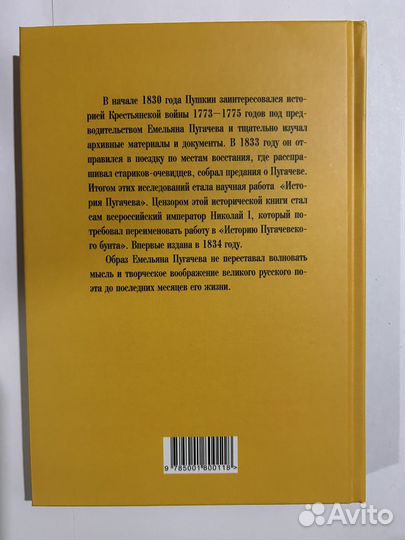 В начале 1830 года Пушкин заинтересовался исто-
рией Крестьянской войны 1773—1775 годов под пред-
водительством Емельяна Пугачева и тщательно изучал
архивные материалы и документы. В 1833 году он от-
правился в поездку по местам восстания, где расспра-
шивал стариков-очевидцев, собрал предания о Пугачеве.
Итогом этих исследований стала научная работа «Ист-
рия Пугачева». Цензором этой исторической книги стал
сам всероссийский император Николай I, который по-
требовал переименовать работу в «Историю Пугачевско-
го бунта». Впервые издана в 1834 году.
Образ Емельяна Пугачева не переставал волновать
мысль и творческое воображение великого русского по-
эта до последних месяцев его жизни.
9 785001 800118 >
Avito